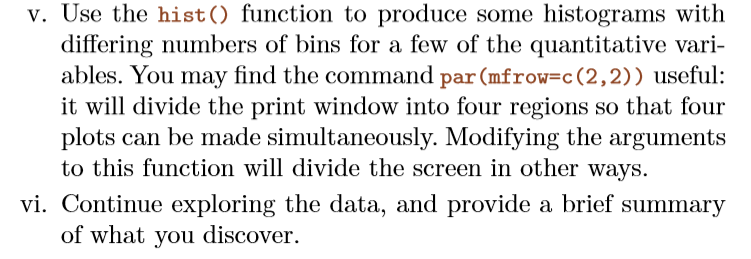 v. Use the hist() function to produce some histograms with
differing numbers of bins for a few of the quantitative vari-
ables. You may find the command par(mfrow=c(2,2)) useful:
it will divide the print window into four regions so that four
plots can be made simultaneously. Modifying the arguments
to this function will divide the screen in other ways.
vi. Continue exploring the data, and provide a brief summary
of what you discover.